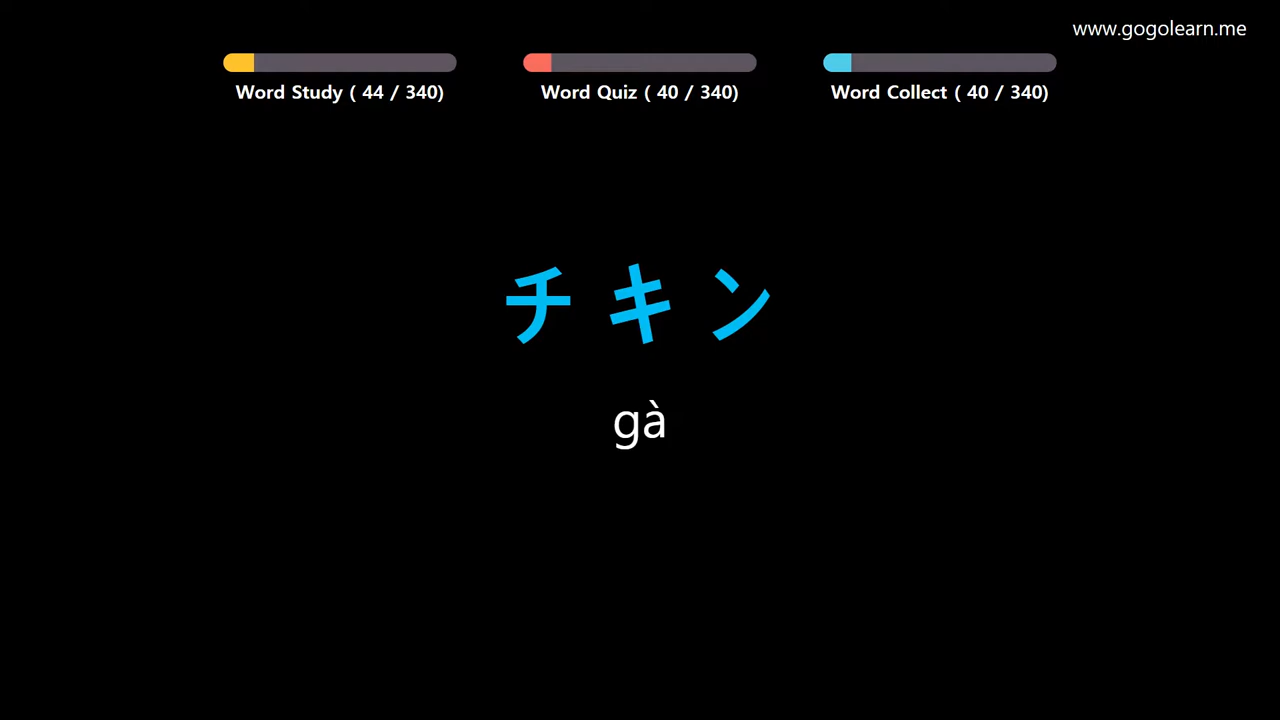 www.gogolearn.me
Word Study ( 44 / 340)
Word Quiz ( 40 / 340)
Word Collect ( 40 / 340)
チキン
gà